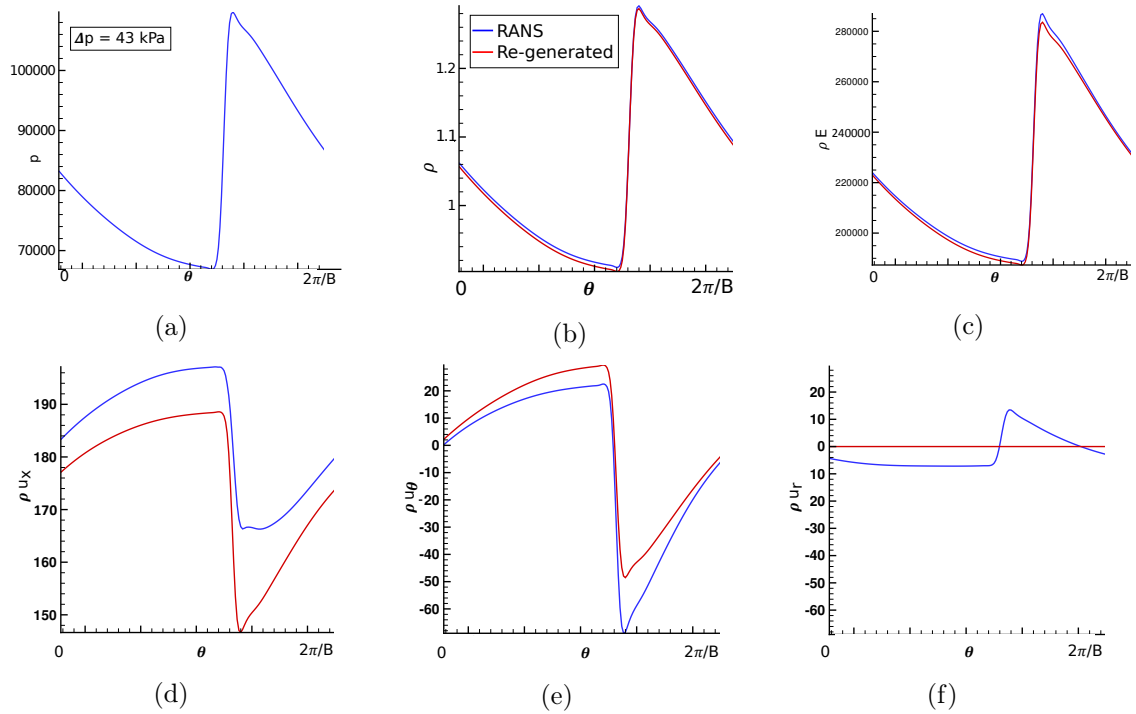 Δp = 43 kPa
100000
90000
80000
70000
p
0
θ
2π/B
(a)
RANS
Re-generated
1.2
1.1
1
ρ
0
θ
2π/B
(b)
280000
260000
240000
220000
200000
ρ E
0
θ
2π/B
(c)
190
180
170
160
150
ρ ux
0
θ
2π/B
(d)
20
10
0
-10
-20
-30
-40
-50
-60
ρ uθ
0
θ
2π/B
(e)
20
10
0
10
-20
-30
-40
-50
-60
ρ ur
0
θ
2π/B
(f)